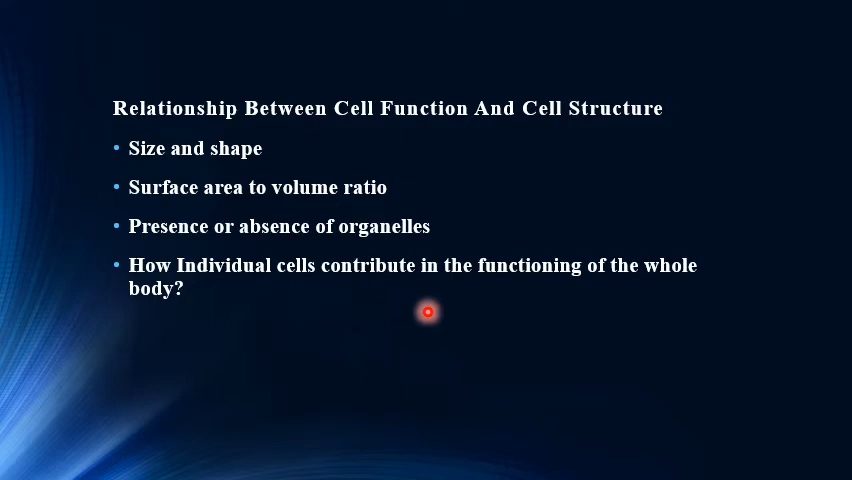 Relationship Between Cell Function And Cell Structure
• Size and shape
• Surface area to volume ratio
• Presence or absence of organelles
• How Individual cells contribute in the functioning of the whole
body?